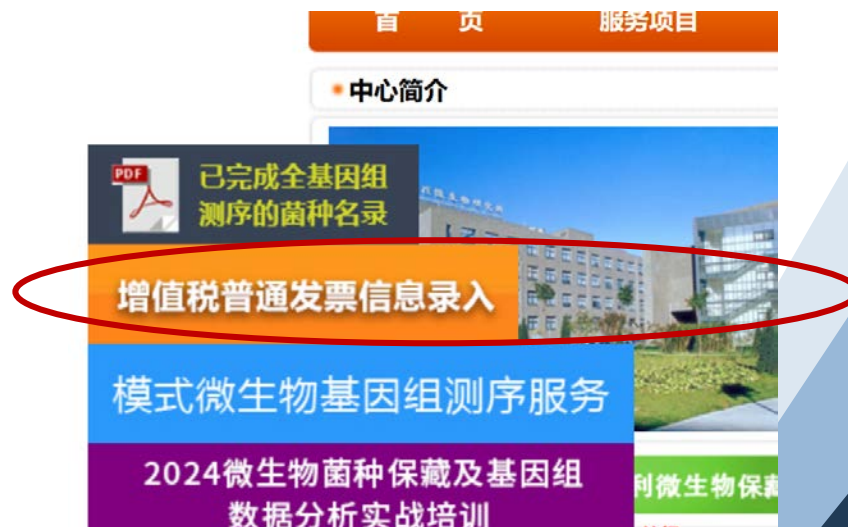 首 页 服务项目
中心简介
PDF
已完成全基因组
测序的菌种名录
增值税普通发票信息录入
模式微生物基因组测序服务
2024微生物菌种保藏及基因组
数据分析实战培训
利微生物保藏